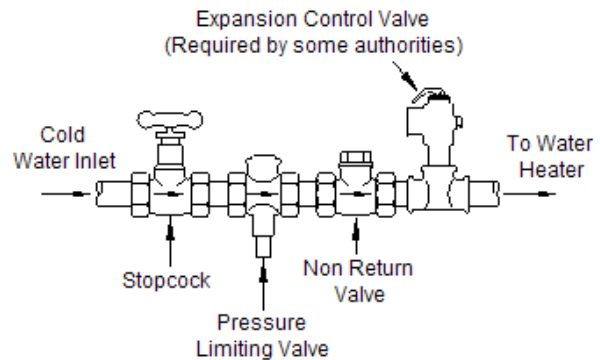 Expansion Control Valve
(Required by some authorities)
Cold
Water Inlet
To Water
Heater
Stopcock
Non Return
Valve
Pressure
Limiting Valve